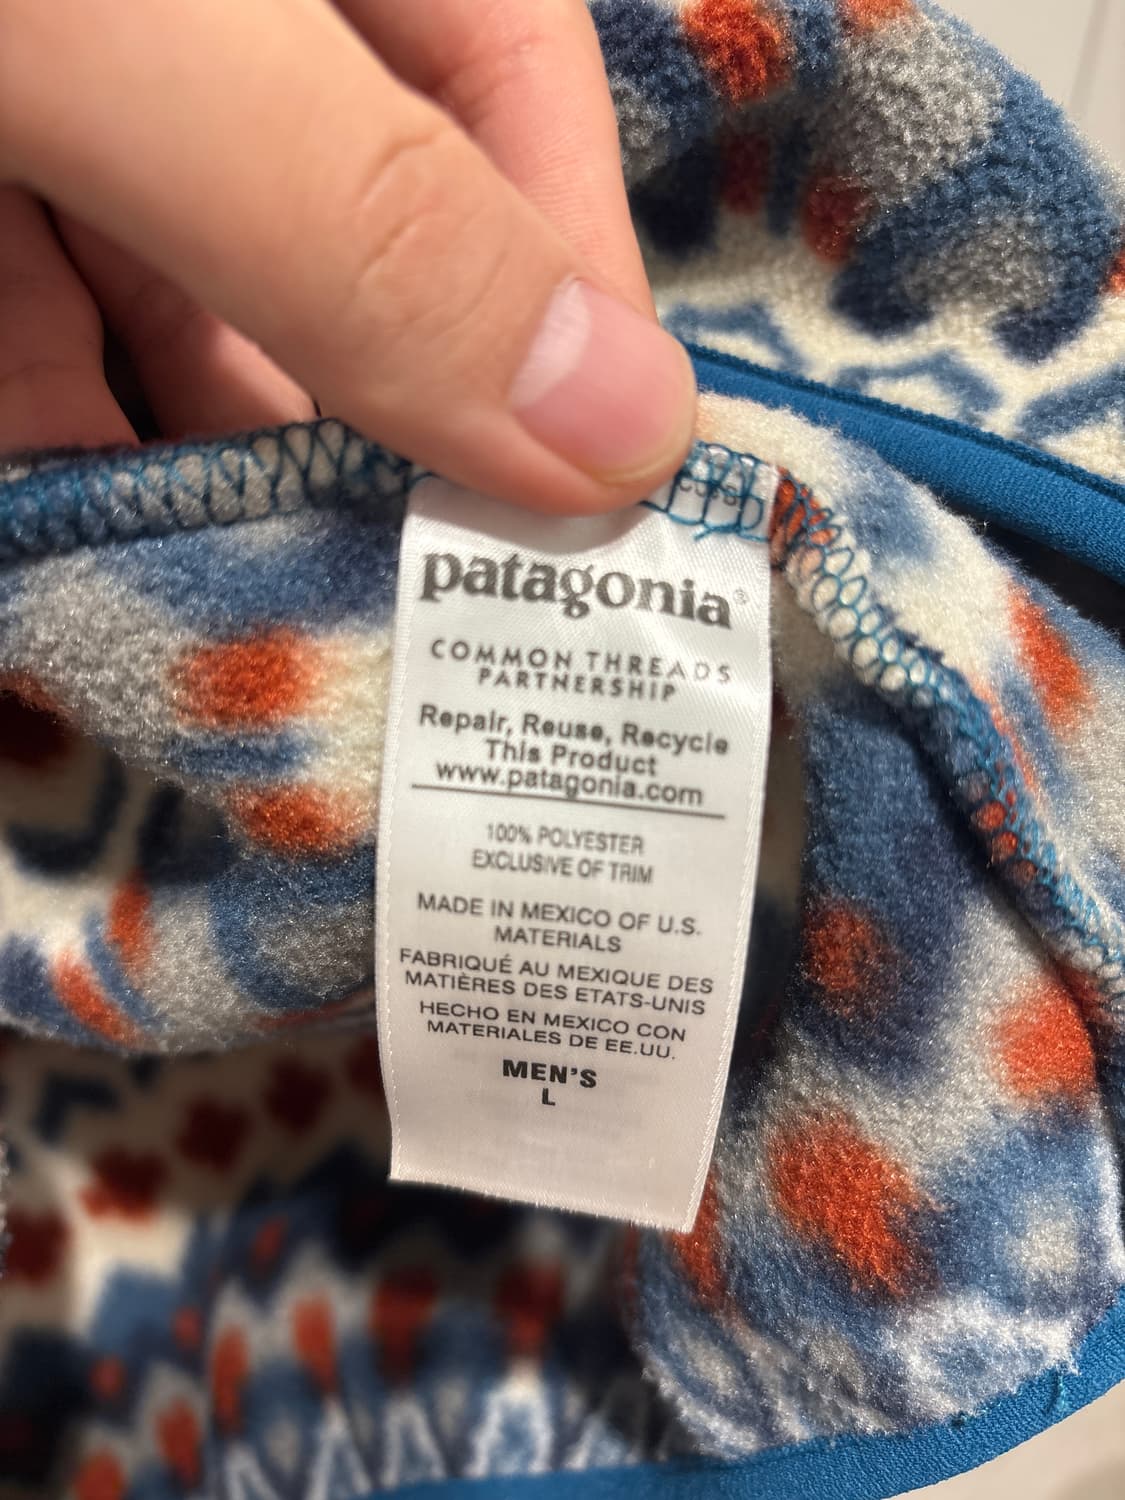 patagonia®
COMMON THREADS
PARTNERSHIP
Repair, Reuse, Recycle
This Product
www.patagonia.com
100% POLYESTER
EXCLUSIVE OF TRIM
MADE IN MEXICO OF U.S.
MATERIALS
FABRIQUÉ AU MEXIQUE DES
MATIÈRES DES ETATS-UNIS
HECHO EN MEXICO CON
MATERIALES DE EE.UU.
MEN'S
L